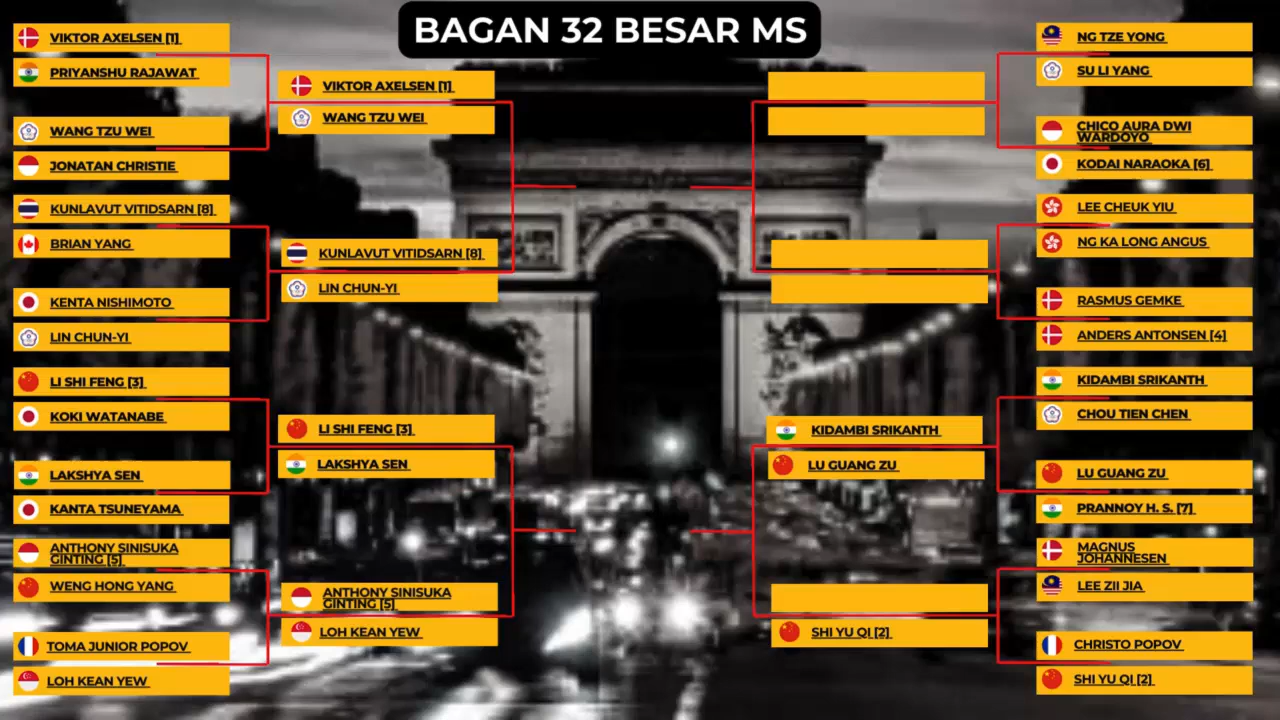 BAGAN 32 BESAR MS
VIKTOR AXELSEN [1]
PRIYANSHU RAJAWAT
WANG TZU WEI
JONATAN CHRISTIE
KUNLAVUT VITIDSARN [8]
BRIAN YANG
KENTA NISHIMOTO
LIN CHUN-YI
LI SHI FENG [3]
KOKI WATANABE
LAKSHYA SEN
KANTA TSUNEYAMA
ANTHONY SINISUKA
GINTING [5]
WENG HONG YANG
TOMA JUNIOR POPOV
LOH KEAN YEW
VIKTOR AXELSEN [1]
WANG TZU WEI
KUNLAVUT VITIDSARN [8]
LIN CHUN-YI
LI SHI FENG [3]
LAKSHYA SEN
ANTHONY SINISUKA
GINTING [5]
LOH KEAN YEW
KIDAMBI SRIKANTH
LU GUANG ZU
SHI YU QI [2]
NG TZE YONG
SU LI YANG
CHICO AURA DWI
WARDOYO
KODAI NARAOKA [6]
LEE CHEUK YIU
NG KA LONG ANGUS
RASMUS GEMKE
ANDERS ANTONSEN [4]
KIDAMBI SRIKANTH
CHOU TIEN CHEN
LU GUANG ZU
PRANNOY H. S. [7]
MAGNUS
JOHANNESEN
LEE ZII JIA
CHRISTO POPOV
SHI YU QI [2]